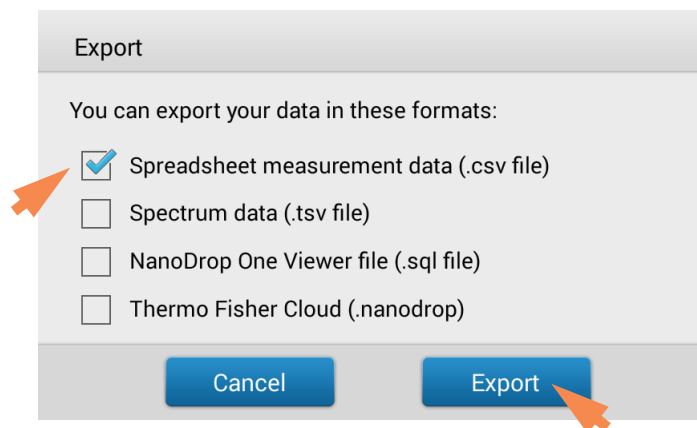 Export
You can export your data in these formats:
Spreadsheet measurement data (.csv file)
Spectrum data (.tsv file)
NanoDrop One Viewer file (.sql file)
Thermo Fisher Cloud (.nanodrop)
Cancel Export